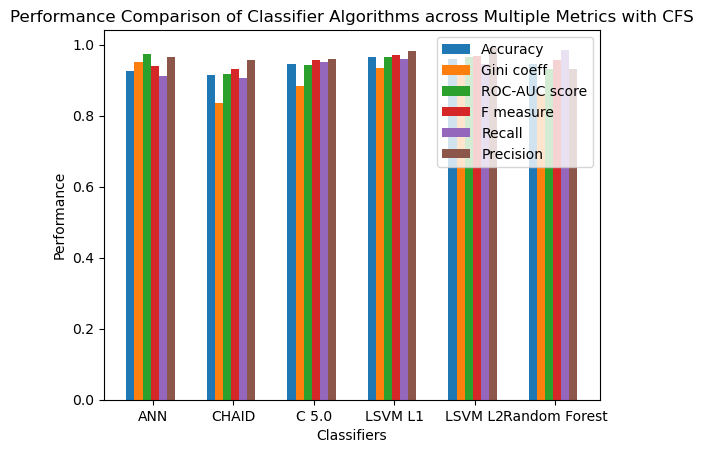 Performance Comparison of Classifier Algorithms across Multiple Metrics with CFS
1.0
0.8
0.6
0.4
0.2
0.0
Performance
Accuracy
Gini coeff
ROC-AUC score
F measure
Recall
Precision
ANN
CHAID
C 5.0
LSVM L1
LSVM L2
Random Forest
Classifiers